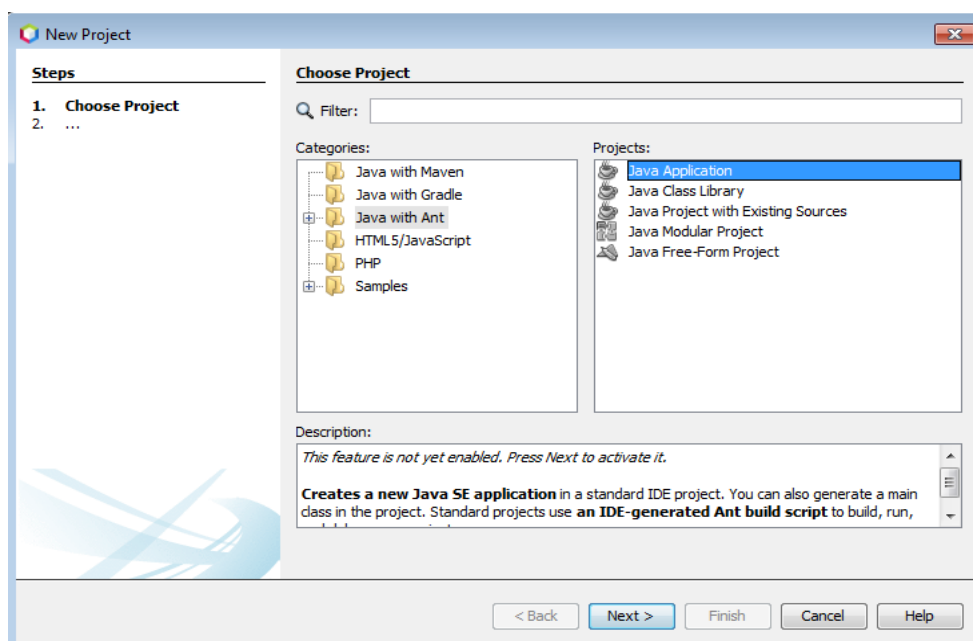 New Project
Steps
1. Choose Project
2. ...
Choose Project
Filter:
Categories:
Java with Maven
Java with Gradle
Java with Ant
HTML5/JavaScript
PHP
Samples
Projects:
Java Application
Java Class Library
Java Project with Existing Sources
Java Modular Project
Java Free-Form Project
Description:
This feature is not yet enabled. Press Next to activate it.
Creates a new Java SE application in a standard IDE project. You can also generate a main
class in the project. Standard projects use an IDE-generated Ant build script to build, run,
< Back
Next >
Finish
Cancel
Help